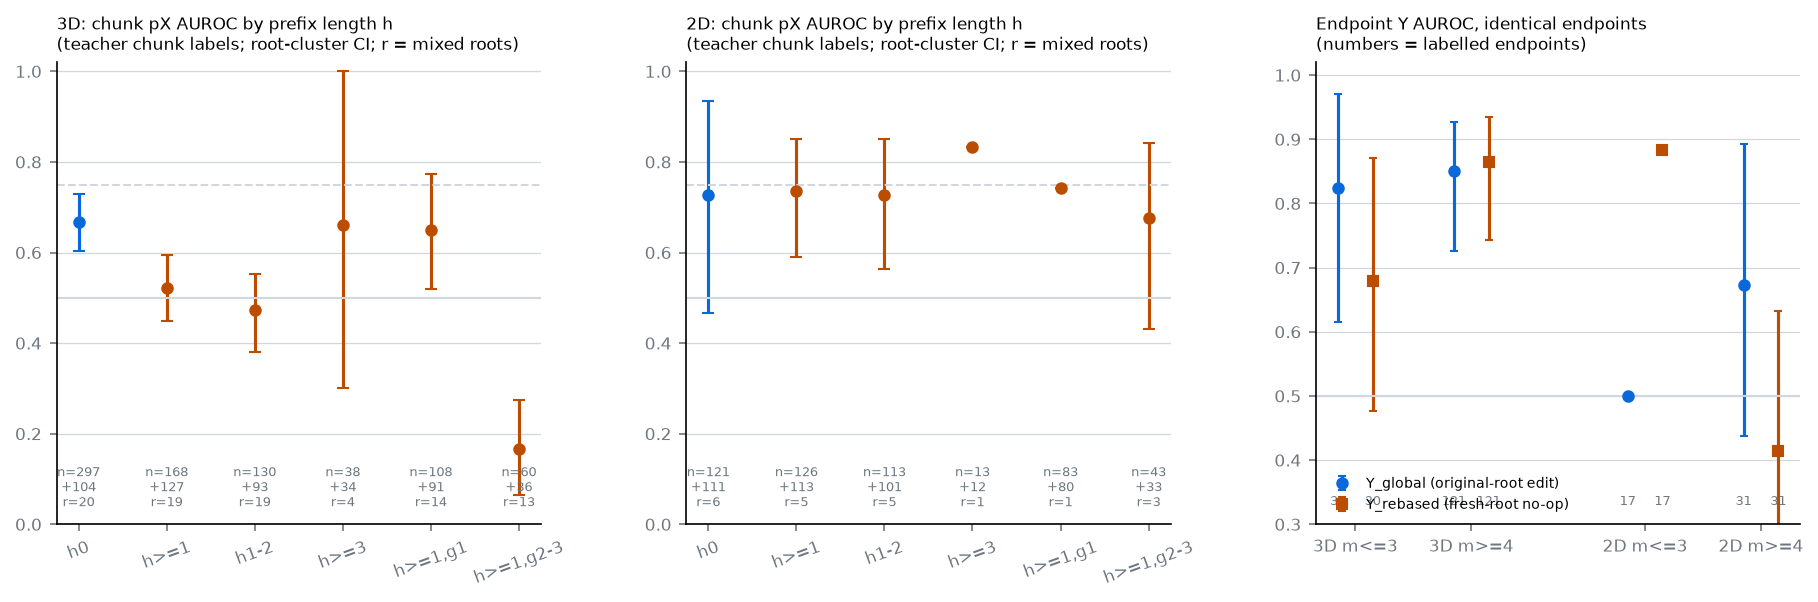 3D: chunk pX AUROC by prefix length h
(teacher chunk labels; root-cluster CI; r = mixed roots)
1.0
0.8
0.6
0.4
0.2
0.0
n=297
+104
r=20
n=168
+127
r=19
n=130
+93
r=19
n=38
+34
r=4
n=108
+91
r=14
n=60
+36
r=13
h0
h>=1
h1-2
h>=3
h>=1,g1
h>=1,g2-3
2D: chunk pX AUROC by prefix length h
(teacher chunk labels; root-cluster CI; r = mixed roots)
1.0
0.8
0.6
0.4
0.2
0.0
n=121
+111
r=6
n=126
+113
r=5
n=113
+101
r=5
n=13
+12
r=1
n=83
+80
r=1
n=43
+33
r=3
h0
h>=1
h1-2
h>=3
h>=1,g1
h>=1,g2-3
Endpoint Y AUROC, identical endpoints
(numbers = labelled endpoints)
1.0
0.9
0.8
0.7
0.6
0.5
0.4
0.3
Y_global (original-root edit)
Y_rebased (fresh-root no-op)
17 17 31 31
3D m<=3
3D m>=4
2D m<=3
2D m>=4